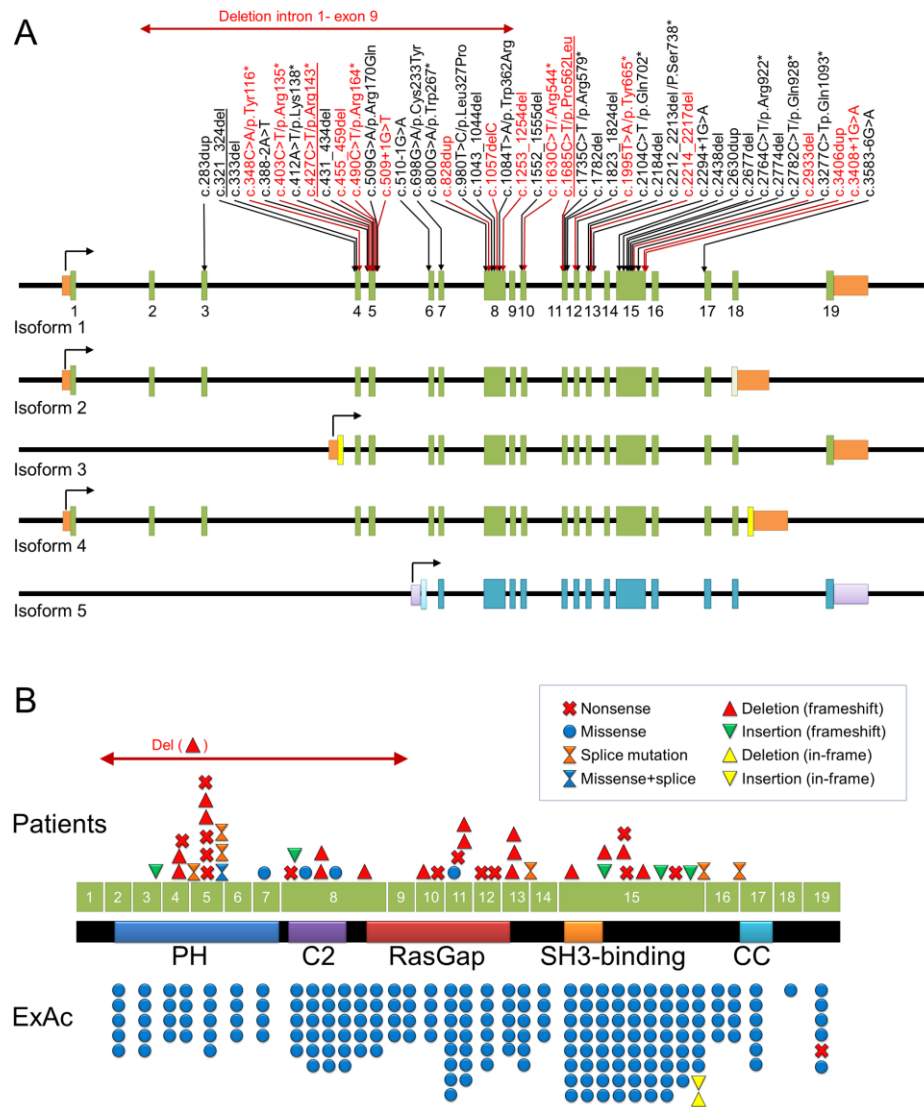 A
Deletion intron 1- exon 9
c.283dup
c.321_324del
c.333del
c.348C>A/p.Tyr116*
c.388-2A>T
c.403C>T/p.Arg135*
c.412A>T/p.Lys138*
c.427C>T/p.Arg143*
c.431_434del
c.455_459del
c.490C>T/p.Arg164*
c.509G>A/p.Arg170Gln
c.509+1G>T
c.510-1G>A
c.698G>A/p.Cys233Tyr
c.800G>A/p.Trp267*
c.828dup
c.980T>C/p.Leu327Pro
c.1043_1044del
c.1057delC
c.1084T>A/p.Trp362Arg
c.1253_1254del
c.1552_1555del
c.1630C>T/p.Arg544*
c.1685C>T/p.Pro562Leu
c.1735C>T/p.Arg579*
c.1782del
c.1823_1824del
c.1995T>A/p.Tyr665*
c.2104C>T/p.Gln702*
c.2184del
c.2212_2213del/P.Ser738*
c.2214_2217del
c.2294+1G>A
c.2438del
c.2630dup
c.2677del
c.2764C>T/p.Arg922*
c.2774del
c.2782C>T/p.Gln928*
c.3277C>Tp.Gln1093*
c.2933del
c.3406dup
c.3408+1G>A
c.3583-6G>A
1 2 3 4 5 6 7 8 9 10 11 12 13 14 15 16 17 18 19
Isoform 1
Isoform 2
Isoform 3
Isoform 4
Isoform 5
B
Nonsense
Missense
Splice mutation
Missense+splice
Deletion (frameshift)
Insertion (frameshift)
Deletion (in-frame)
Insertion (in-frame)
Del ( )
Patients
1 2 3 4 5 6 7 8 9 10 11 12 13 14 15 16 17 18 19
PH C2 RasGap SH3-binding CC
ExAc